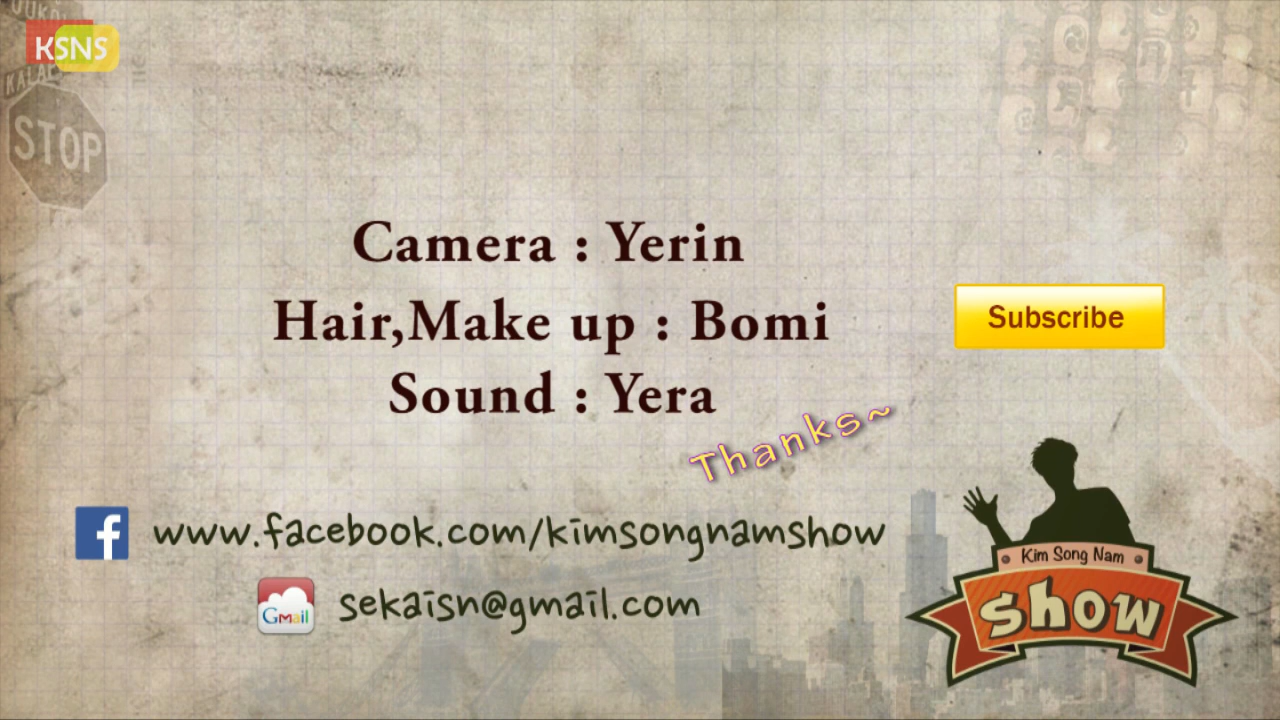 KSNS
STOP
Camera : Yerin
Hair,Make up : Bomi
Subscribe
Sound : Yera
Thanks~
f www.facebook.com/kimsongnamshow
Gmail sekaisn@gmail.com
Kim Song Nam
Show